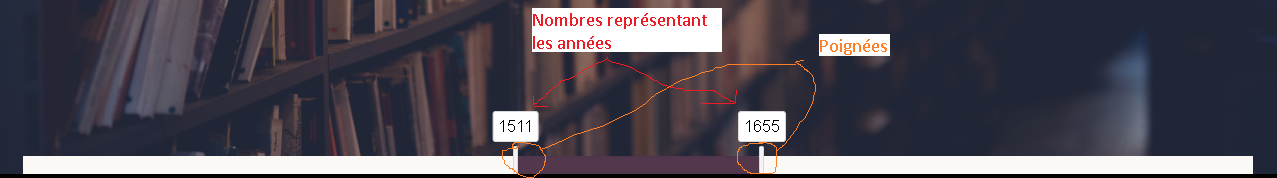 Nombres représentant
les années
Poignées
1511
1655